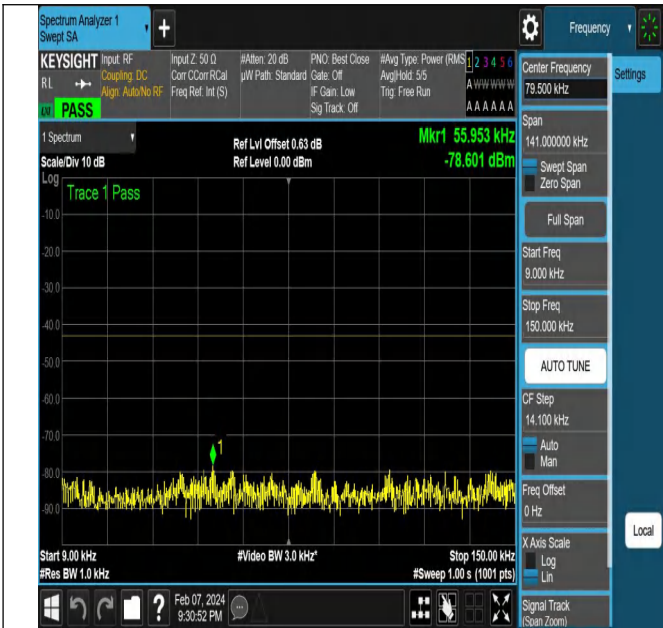 Spectrum Analyzer 1
Swept SA
Frequency
KEYSIGHT
RL
PASS
Input: RF
Coupling: DC
Align: Auto/No RF
Input Z: 50 Ω
Corr CCorr RCal
Freq Ref: Int (S)
#Atten: 20 dB
µW Path: Standard
PNO: Best Close
Gate: Off
IF Gain: Low
Sig Track: Off
#Avg Type: Power (RMS
Avg|Hold: 5/5
Trig: Free Run
1 2 3 4 5 6
A W W W W W
A A A A A A
1 Spectrum
Scale/Div 10 dB
Log
Ref Lvl Offset 0.63 dB
Ref Level 0.00 dBm
Mkr1 55.953 kHz
-78.601 dBm
Trace 1 Pass
-10.0
-20.0
-30.0
-40.0
-50.0
-60.0
-70.0
-80.0
-90.0
1
Start 9.00 kHz
#Res BW 1.0 kHz
#Video BW 3.0 kHz*
Stop 150.00 kHz
#Sweep 1.00 s (1001 pts)
Feb 07, 2024
9:30:52 PM
Center Frequency
79.500 kHz
Span
141.000000 kHz
Swept Span
Zero Span
Full Span
Start Freq
9.000 kHz
Stop Freq
150.000 kHz
AUTO TUNE
CF Step
14.100 kHz
Auto
Man
Freq Offset
0 Hz
X Axis Scale
Log
Lin
Signal Track
(Span Zoom)
Settings
Local